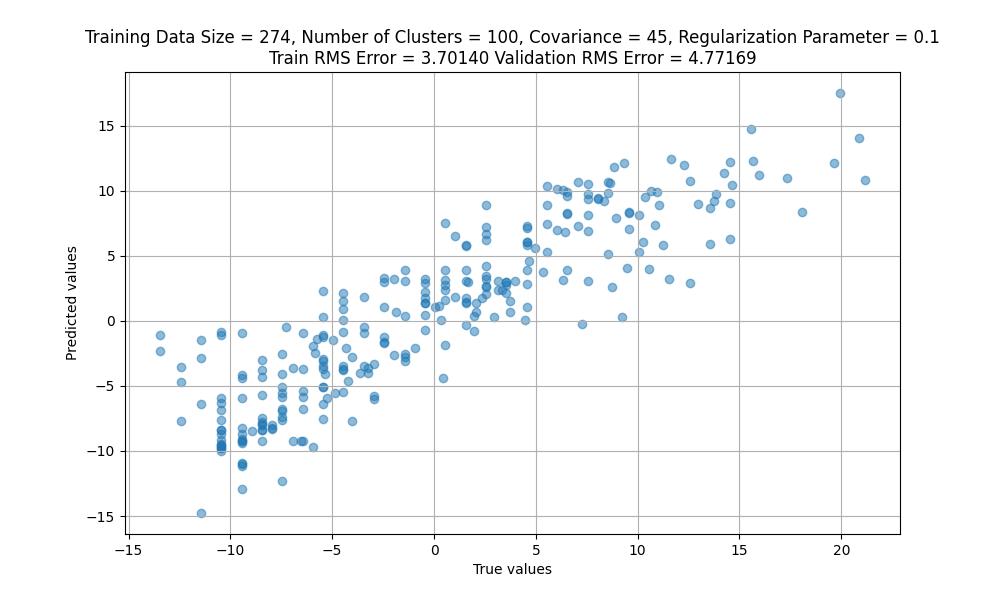 Training Data Size = 274, Number of Clusters = 100, Covariance = 45, Regularization Parameter = 0.1
Train RMS Error = 3.70140 Validation RMS Error = 4.77169
15
10
5
0
−5
−10
−15
Predicted values
−15 −10 −5 0 5 10 15 20
True values